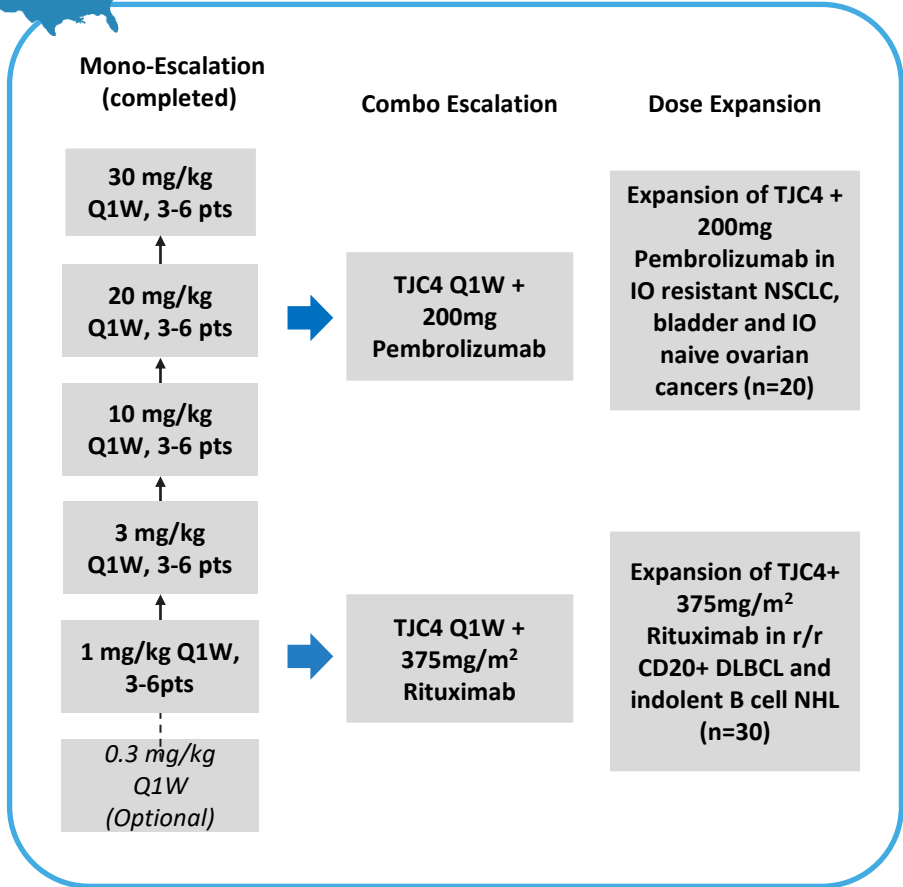 Mono-Escalation
(completed)
Combo Escalation
Dose Expansion
30 mg/kg
Q1W, 3-6 pts
20 mg/kg
Q1W, 3-6 pts
10 mg/kg
Q1W, 3-6 pts
3 mg/kg
Q1W, 3-6 pts
1 mg/kg Q1W,
3-6pts
0.3 mg/kg
Q1W
(Optional)
TJC4 Q1W +
200mg
Pembrolizumab
TJC4 Q1W +
375mg/m²
Rituximab
Expansion of TJC4 +
200mg
Pembrolizumab in
IO resistant NSCLC,
bladder and IO
naive ovarian
cancers (n=20)
Expansion of TJC4+
375mg/m²
Rituximab in r/r
CD20+ DLBCL and
indolent B cell NHL
(n=30)